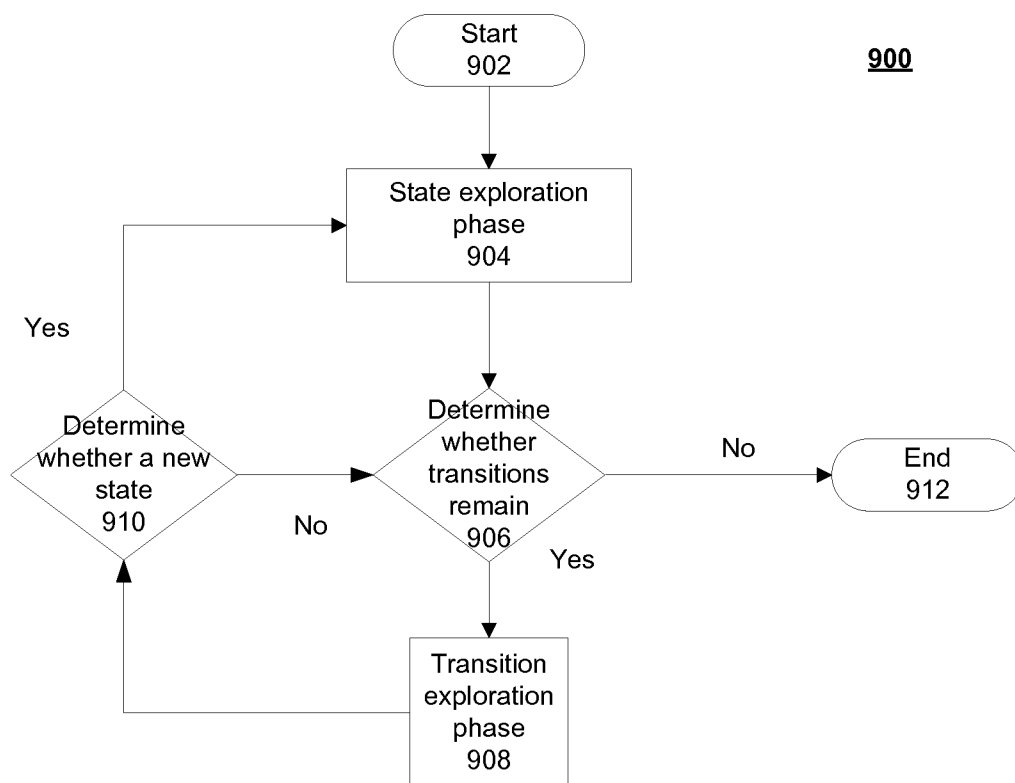 Start
902
900
State exploration
phase
904
Yes
Determine
whether a new
state
910
No
Determine
whether
transitions
remain
906
No
End
912
Yes
Transition
exploration
phase
908